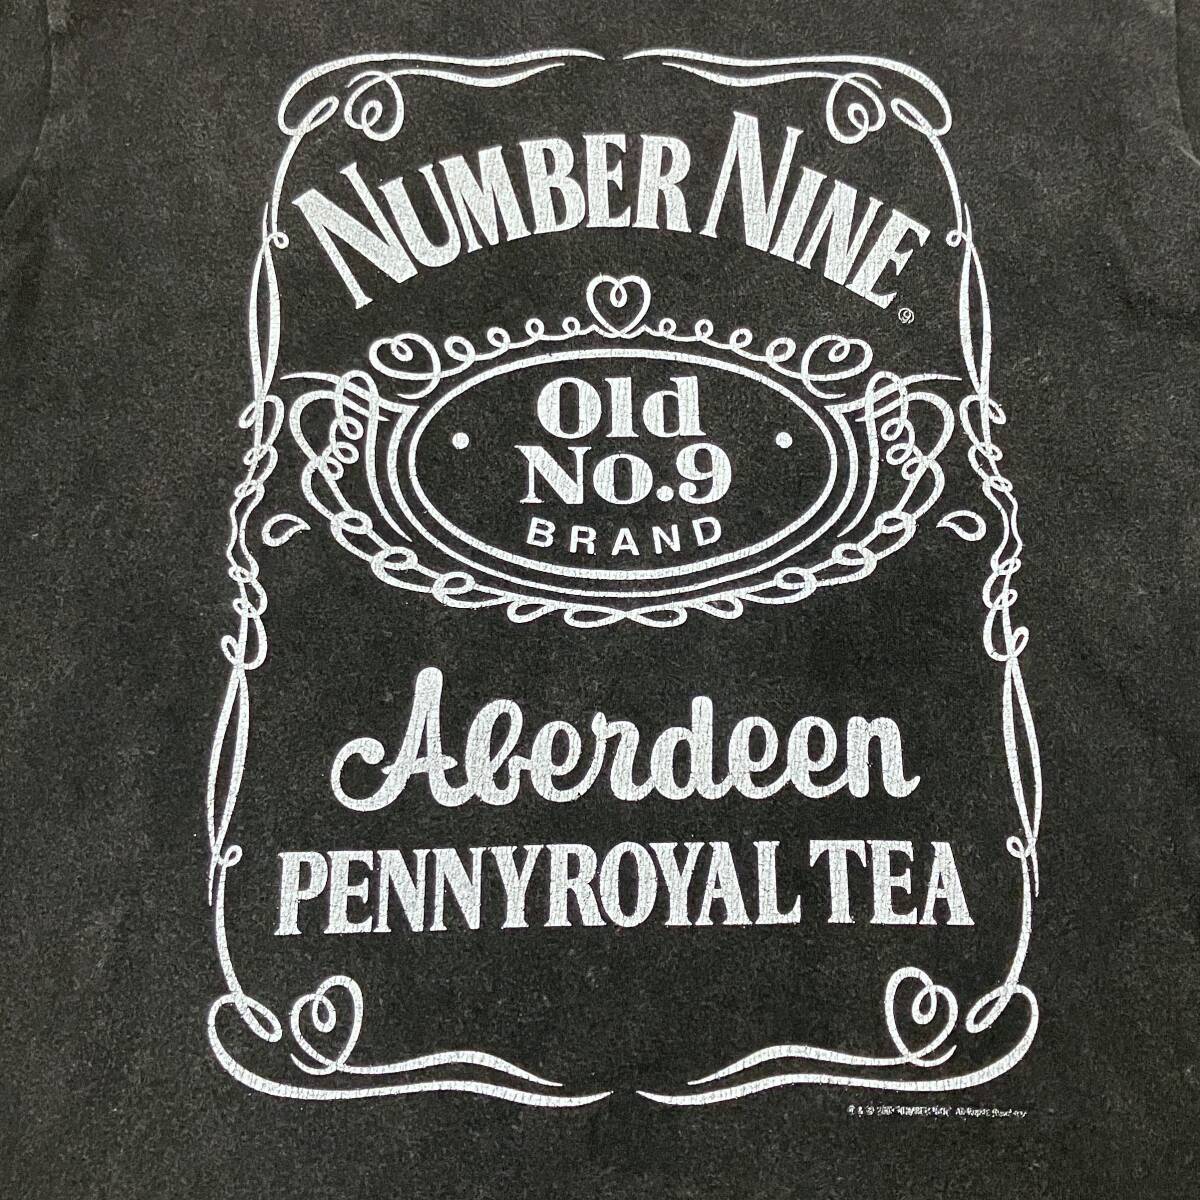 NUMBER NINE
Old
No.9
BRAND
Aberdeen
PENNYROYAL TEA